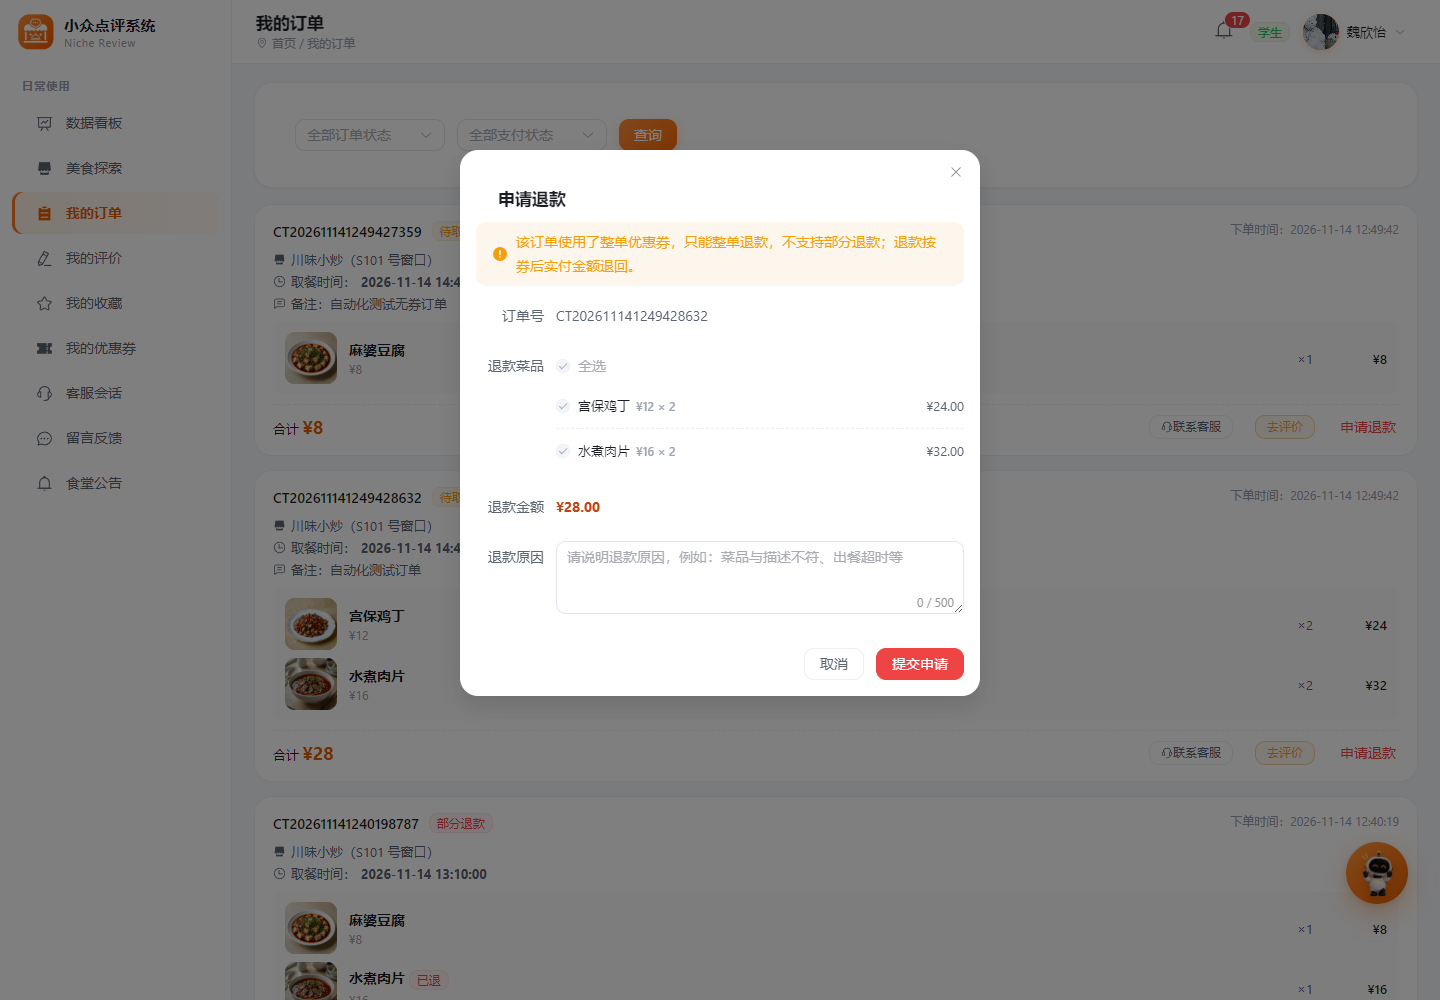 小众点评系统
Niche Review
日常使用
数据看板
美食探索
我的订单
我的评价
我的收藏
我的优惠券
客服会话
留言反馈
食堂公告
我的订单
首页 / 我的订单
17
学生
魏欣怡
全部订单状态
全部支付状态
查询
CT202611141249427359
待取
下单时间：2026-11-14 12:49:42
川味小炒（S101 号窗口）
取餐时间： 2026-11-14 14:4
备注：自动化测试无券订单
麻婆豆腐
¥8
×1
¥8
合计 ¥8
联系客服
去评价
申请退款
CT202611141249428632
待取
下单时间：2026-11-14 12:49:42
川味小炒（S101 号窗口）
取餐时间： 2026-11-14 14:4
备注：自动化测试订单
宫保鸡丁
¥12
×2
¥24
水煮肉片
¥16
×2
¥32
合计 ¥28
联系客服
去评价
申请退款
CT202611141240198787
部分退款
下单时间：2026-11-14 12:40:19
川味小炒（S101 号窗口）
取餐时间： 2026-11-14 13:10:00
麻婆豆腐
¥8
×1
¥8
水煮肉片
已退
¥16
×1
¥16
申请退款
该订单使用了整单优惠券，只能整单退款，不支持部分退款；退款按
券后实付金额退回。
订单号 CT202611141249428632
退款菜品
全选
宫保鸡丁 ¥12 × 2
¥24.00
水煮肉片 ¥16 × 2
¥32.00
退款金额 ¥28.00
退款原因
请说明退款原因，例如：菜品与描述不符、出餐超时等
0 / 500
取消
提交申请